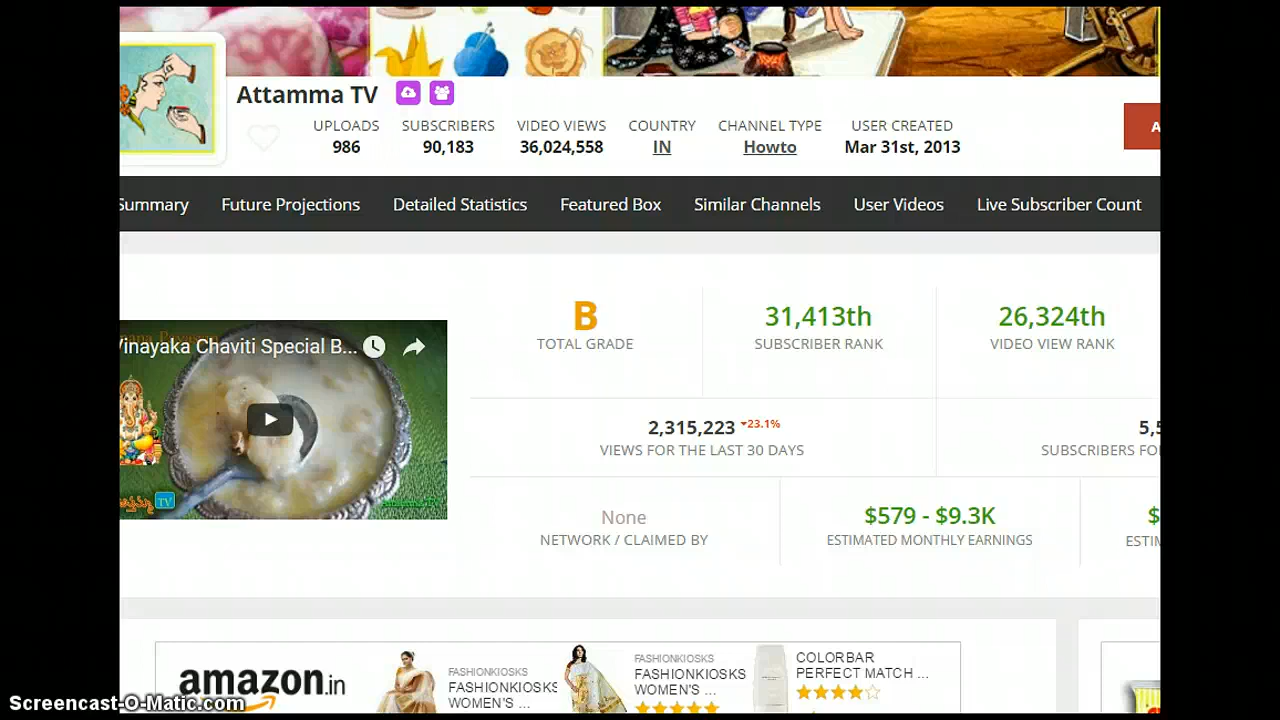 Attamma TV
UPLOADS
986
SUBSCRIBERS
90,183
VIDEO VIEWS
36,024,558
COUNTRY
IN
CHANNEL TYPE
Howto
USER CREATED
Mar 31st, 2013
A
Summary
Future Projections
Detailed Statistics
Featured Box
Similar Channels
User Videos
Live Subscriber Count
Vinayaka Chaviti Special B...
TV
B
TOTAL GRADE
31,413th
SUBSCRIBER RANK
26,324th
VIDEO VIEW RANK
2,315,223 23.1%
VIEWS FOR THE LAST 30 DAYS
5,5
SUBSCRIBERS FO
None
NETWORK / CLAIMED BY
$579 - $9.3K
ESTIMATED MONTHLY EARNINGS
$
ESTIM
amazon.in
FASHIONKIOSKS
FASHIONKIOSKS
WOMEN'S ...
FASHIONKIOSKS
FASHIONKIOSKS
WOMEN'S ...
COLORBAR
PERFECT MATCH ...
Screencast-O-Matic.com